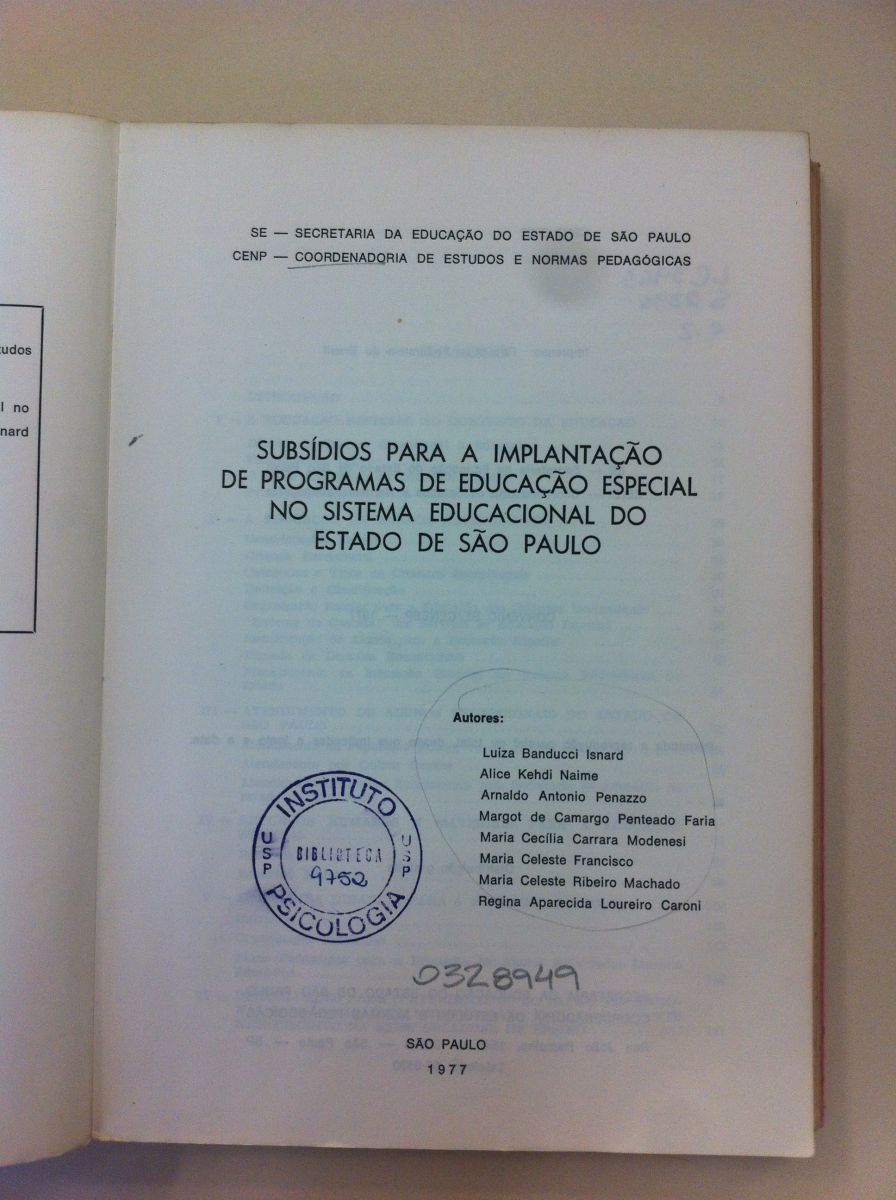 tudos
l no
nard
SE — SECRETARIA DA EDUCAÇÃO DO ESTADO DE SÃO PAULO
CENP — COORDENADORIA DE ESTUDOS E NORMAS PEDAGÓGICAS
SUBSÍDIOS PARA A IMPLANTAÇÃO
DE PROGRAMAS DE EDUCAÇÃO ESPECIAL
NO SISTEMA EDUCACIONAL DO
ESTADO DE SÃO PAULO
Autores:
Luiza Banducci Isnard
Alice Kehdi Naime
Arnaldo Antonio Penazzo
Margot de Camargo Penteado Faria
Maria Cecília Carrara Modenesi
Maria Celeste Francisco
Maria Celeste Ribeiro Machado
Regina Aparecida Loureiro Caroni
INSTITUTO
USP
BIBLIOTECA
9752
USP
PSICOLOGIA
0328949
SÃO PAULO
1977